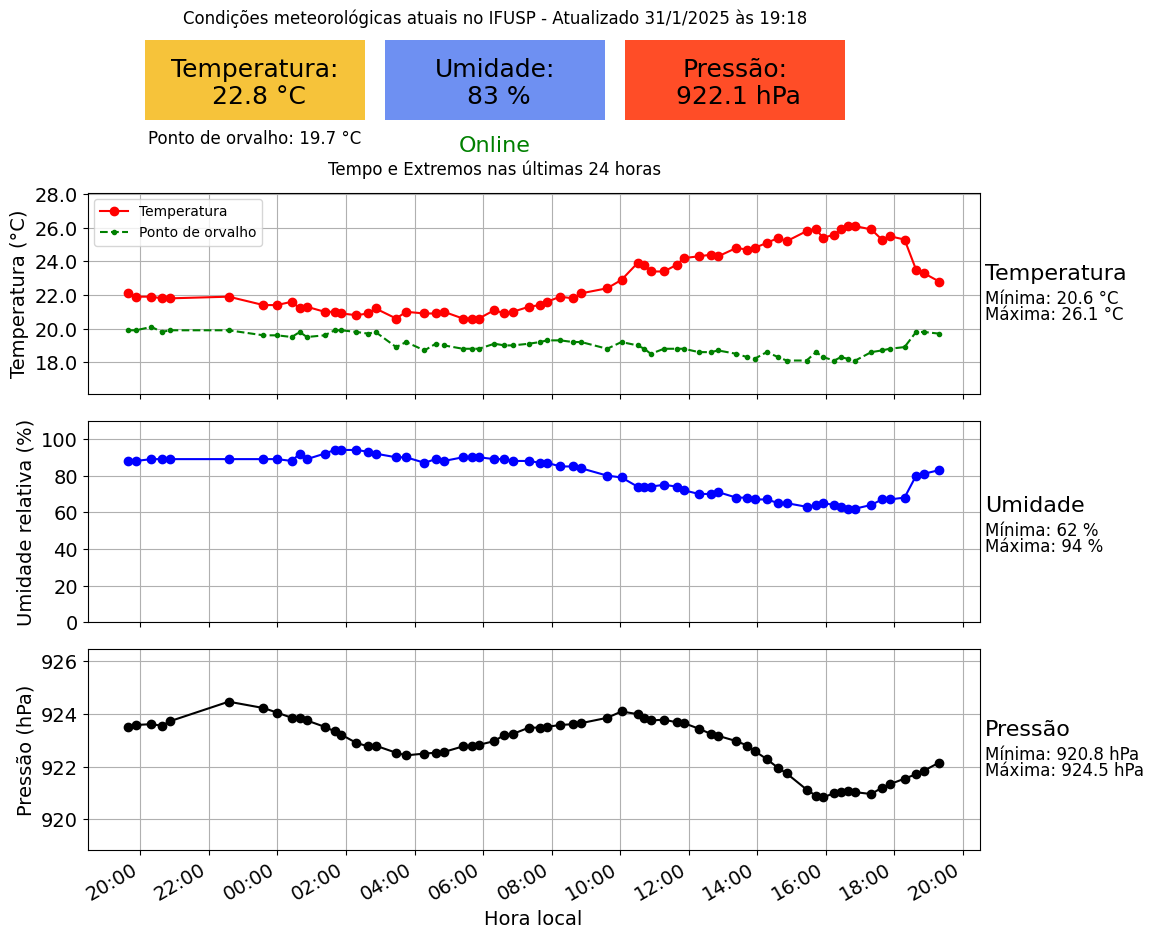 Condições meteorológicas atuais no IFUSP - Atualizado 31/1/2025 às 19:18
Temperatura:
22.8 °C
Umidade:
83 %
Pressão:
922.1 hPa
Ponto de orvalho: 19.7 °C
Online
Tempo e Extremos nas últimas 24 horas
Temperatura (°C)
28.0
26.0
24.0
22.0
20.0
18.0
Temperatura
Ponto de orvalho
Temperatura
Mínima: 20.6 °C
Máxima: 26.1 °C
Umidade relativa (%)
100
80
60
40
20
0
Umidade
Mínima: 62 %
Máxima: 94 %
Pressão (hPa)
926
924
922
920
Pressão
Mínima: 920.8 hPa
Máxima: 924.5 hPa
20:00 22:00 00:00 02:00 04:00 06:00 08:00 10:00 12:00 14:00 16:00 18:00 20:00
Hora local